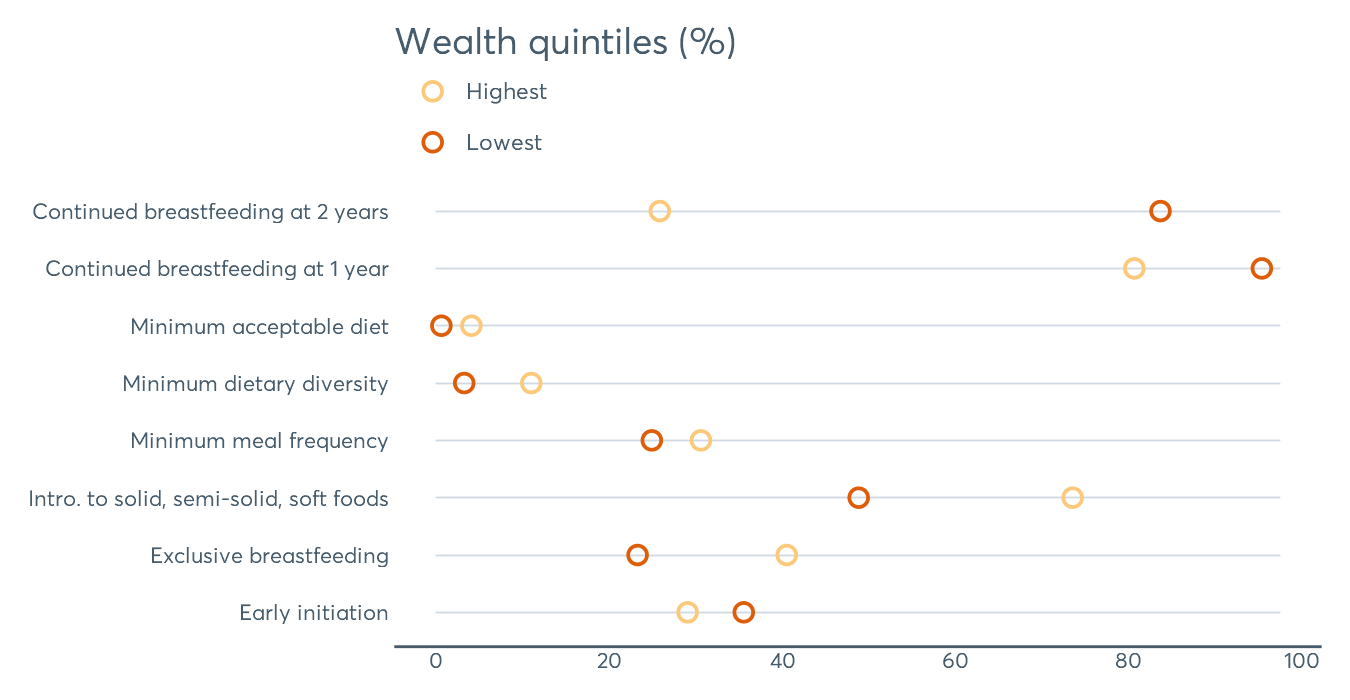 Wealth quintiles (%)
Highest
Lowest
Continued breastfeeding at 2 years
Continued breastfeeding at 1 year
Minimum acceptable diet
Minimum dietary diversity
Minimum meal frequency
Intro. to solid, semi-solid, soft foods
Exclusive breastfeeding
Early initiation
0 20 40 60 80 100